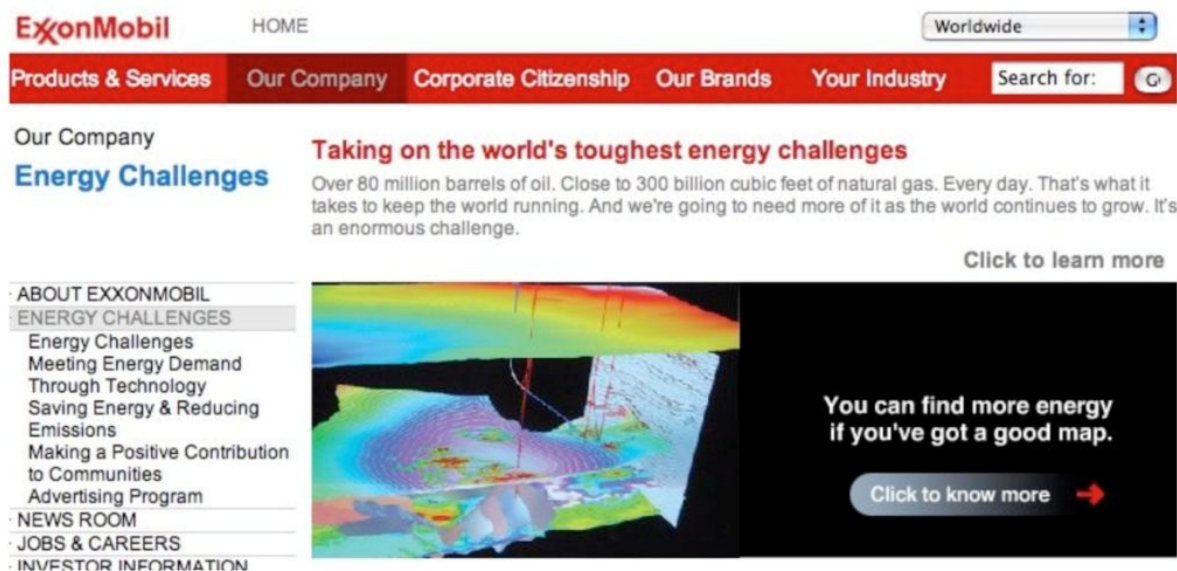 ExxonMobil
HOME
Worldwide
Products & Services
Our Company
Corporate Citizenship
Our Brands
Your Industry
Search for:
Our Company
Energy Challenges
Taking on the world's toughest energy challenges
Over 80 million barrels of oil. Close to 300 billion cubic feet of natural gas. Every day. That's what it
takes to keep the world running. And we're going to need more of it as the world continues to grow. It's
an enormous challenge.
Click to learn more
ABOUT EXXONMOBIL
ENERGY CHALLENGES
Energy Challenges
Meeting Energy Demand
Through Technology
Saving Energy & Reducing
Emissions
Making a Positive Contribution
to Communities
Advertising Program
NEWS ROOM
JOBS & CAREERS
INVESTOR INFORMATION
You can find more energy
if you've got a good map.
Click to know more